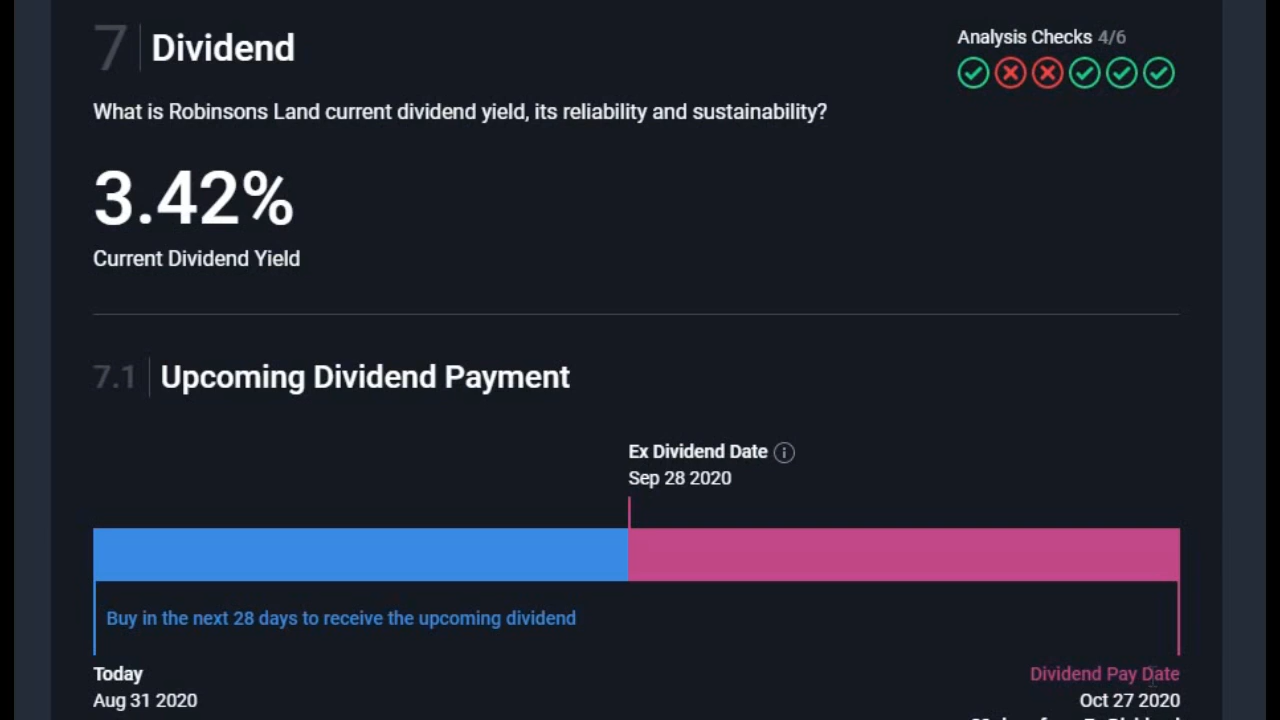 7 Dividend
Analysis Checks 4/6
What is Robinsons Land current dividend yield, its reliability and sustainability?
3.42%
Current Dividend Yield
7.1 Upcoming Dividend Payment
Ex Dividend Date
Sep 28 2020
Buy in the next 28 days to receive the upcoming dividend
Today
Aug 31 2020
Dividend Pay Date
Oct 27 2020